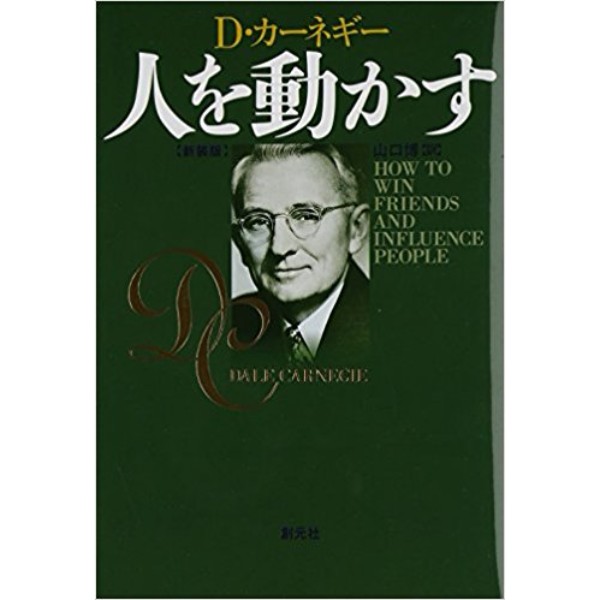 D・カーネギー
人を動かす
【新装版】
山口博 訳
HOW TO
WIN
FRIENDS
AND
INFLUENCE
PEOPLE
DC
DALE CARNEGIE
創元社